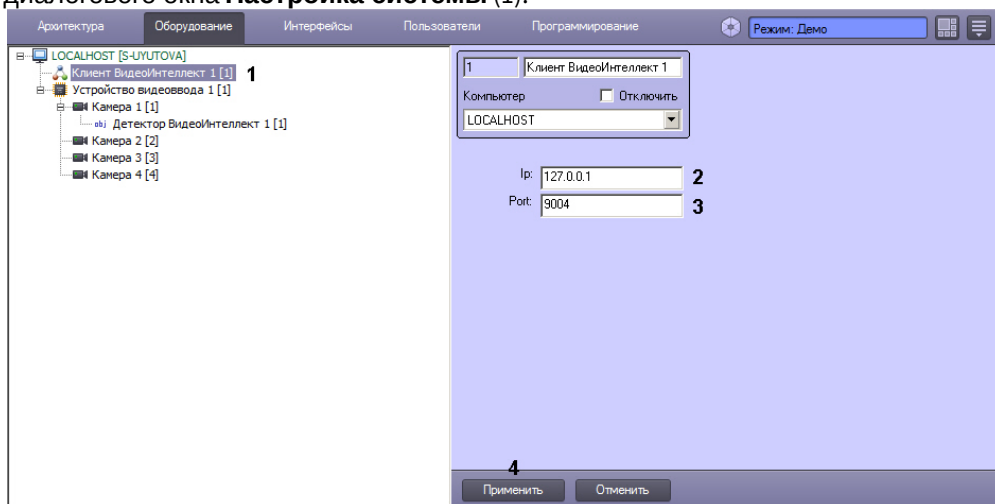 диалогового окна Настройка системы (1).
Архитектура Оборудование Интерфейсы Пользователи Программирование Режим: Демо
LOCALHOST [S-UYUTOVA]
Клиент ВидеоИнтеллект 1 [1] 1
Устройство видеоввода 1 [1]
Камера 1 [1]
obj Детектор ВидеоИнтеллект 1 [1]
Камера 2 [2]
Камера 3 [3]
Камера 4 [4]
1 Клиент ВидеоИнтеллект 1
Компьютер Отключить
LOCALHOST
Ip: 127.0.0.1 2
Port: 9004 3
4
Применить Отменить